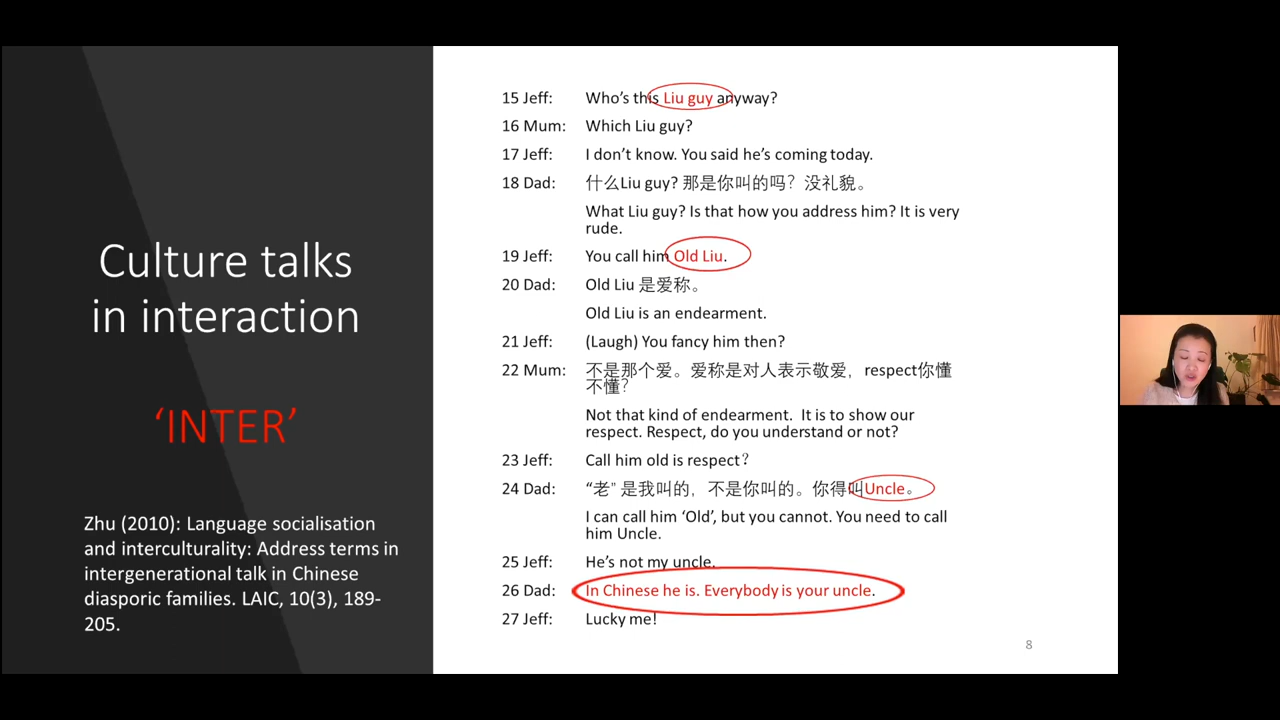 Culture talks
in interaction
‘INTER’
Zhu (2010): Language socialisation
and interculturality: Address terms in
intergenerational talk in Chinese
diasporic families. LAIC, 10(3), 189-
205.
15 Jeff: Who’s this Liu guy anyway?
16 Mum: Which Liu guy?
17 Jeff: I don’t know. You said he’s coming today.
18 Dad: 什么Liu guy? 那是你叫的吗？没礼貌。
What Liu guy? Is that how you address him? It is very
rude.
19 Jeff: You call him Old Liu.
20 Dad: Old Liu 是爱称。
Old Liu is an endearment.
21 Jeff: (Laugh) You fancy him then?
22 Mum: 不是那个爱。爱称是对人表示敬爱，respect你懂
不懂？
Not that kind of endearment. It is to show our
respect. Respect, do you understand or not?
23 Jeff: Call him old is respect？
24 Dad: “老” 是我叫的，不是你叫的。你得叫Uncle。
I can call him ‘Old’, but you cannot. You need to call
him Uncle.
25 Jeff: He’s not my uncle.
26 Dad: In Chinese he is. Everybody is your uncle.
27 Jeff: Lucky me!
8